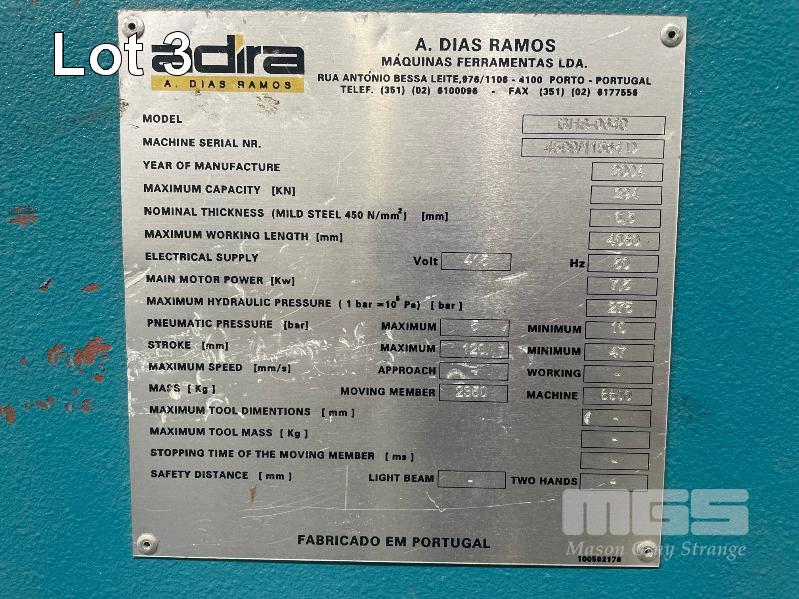 Lot 3
adira
A. DIAS RAMOS
A. DIAS RAMOS
MÁQUINAS FERRAMENTAS LDA.
RUA ANTÓNIO BESSA LEITE,976/1106 - 4100 PORTO - PORTUGAL
TELEF. (351) (02) 6100096 - FAX (351) (02) 6177556
MODEL
MACHINE SERIAL NR.
YEAR OF MANUFACTURE 2004
MAXIMUM CAPACITY [KN] 294
NOMINAL THICKNESS (MILD STEEL 450 N/mm²) [mm]
MAXIMUM WORKING LENGTH [mm]
ELECTRICAL SUPPLY Volt Hz 50
MAIN MOTOR POWER [Kw] 7,5
MAXIMUM HYDRAULIC PRESSURE ( 1 bar =10⁵ Pa) [ bar ] 275
PNEUMATIC PRESSURE [bar] MAXIMUM MINIMUM 10
STROKE [mm] MAXIMUM 120 MINIMUM 47
MAXIMUM SPEED [mm/s] APPROACH - WORKING -
MASS [ Kg ] MOVING MEMBER MACHINE
MAXIMUM TOOL DIMENTIONS [ mm ] -
MAXIMUM TOOL MASS [ Kg ] -
STOPPING TIME OF THE MOVING MEMBER [ ms ] -
SAFETY DISTANCE [ mm ] LIGHT BEAM - TWO HANDS -
MGS
Mason Gray Strange
FABRICADO EM PORTUGAL
100502176